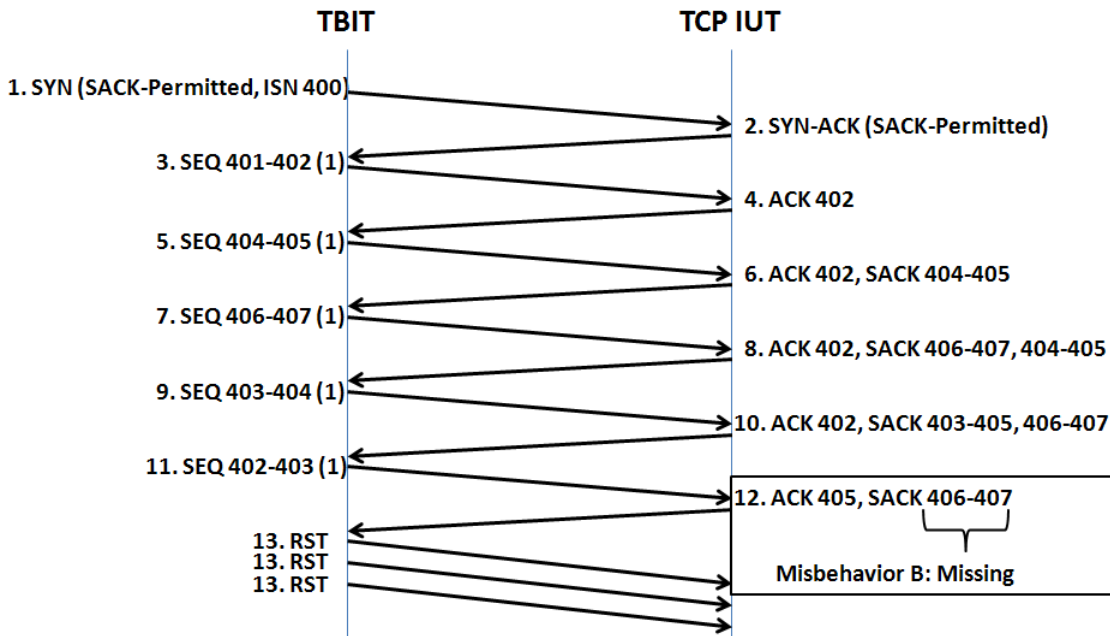 TBIT
TCP IUT
1. SYN (SACK-Permitted, ISN 400)
2. SYN-ACK (SACK-Permitted)
3. SEQ 401-402 (1)
4. ACK 402
5. SEQ 404-405 (1)
6. ACK 402, SACK 404-405
7. SEQ 406-407 (1)
8. ACK 402, SACK 406-407, 404-405
9. SEQ 403-404 (1)
10. ACK 402, SACK 403-405, 406-407
11. SEQ 402-403 (1)
12. ACK 405, SACK 406-407
13. RST
13. RST
13. RST
Misbehavior B: Missing